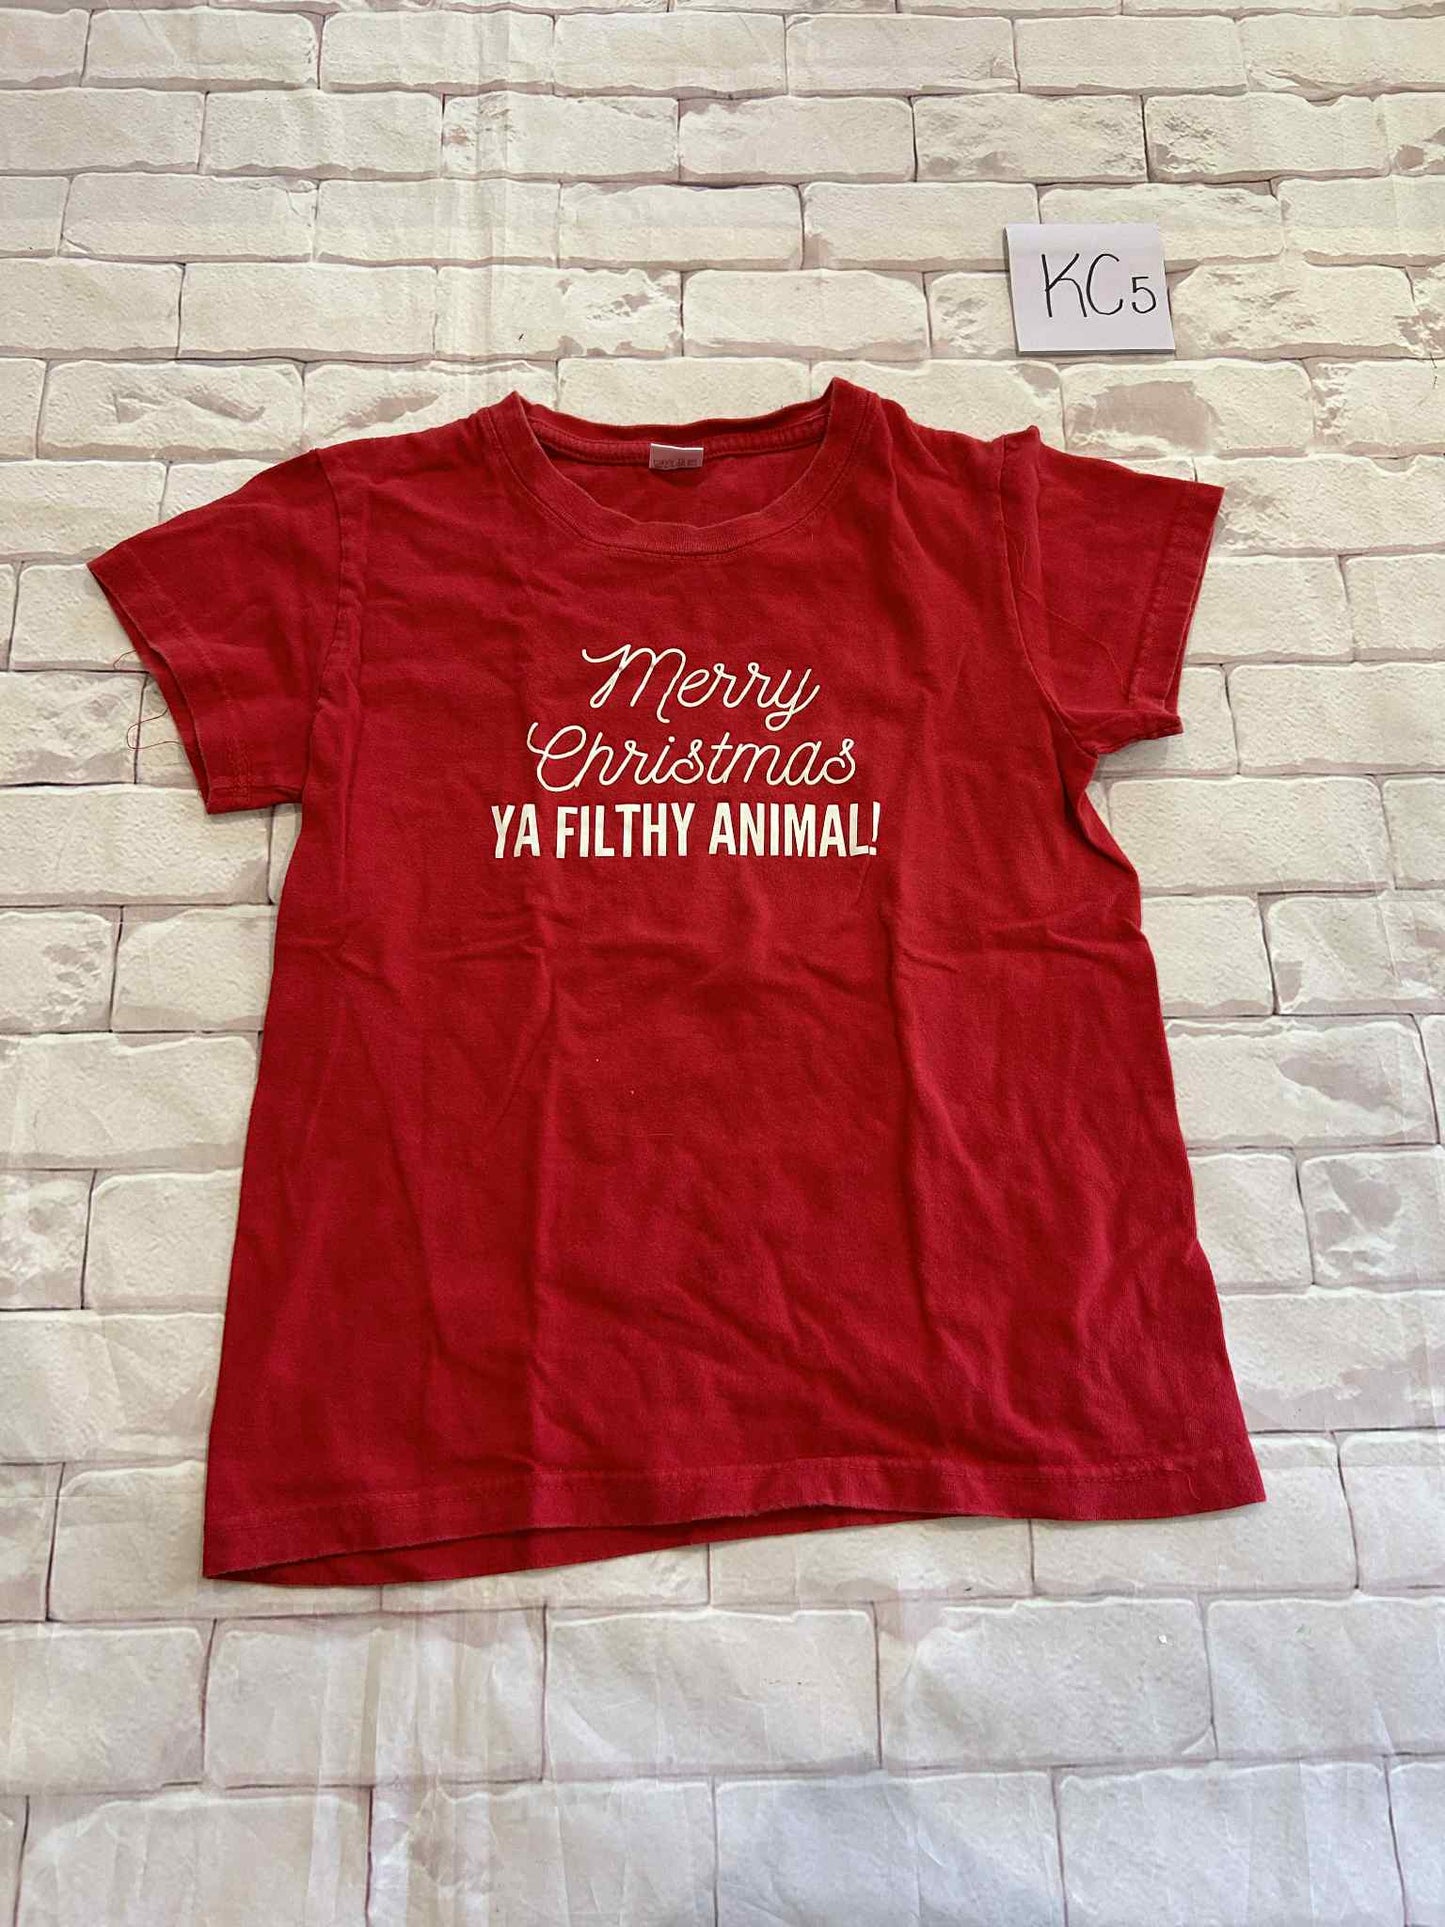 KC5
Merry
Christmas
YA FILTHY ANIMAL!